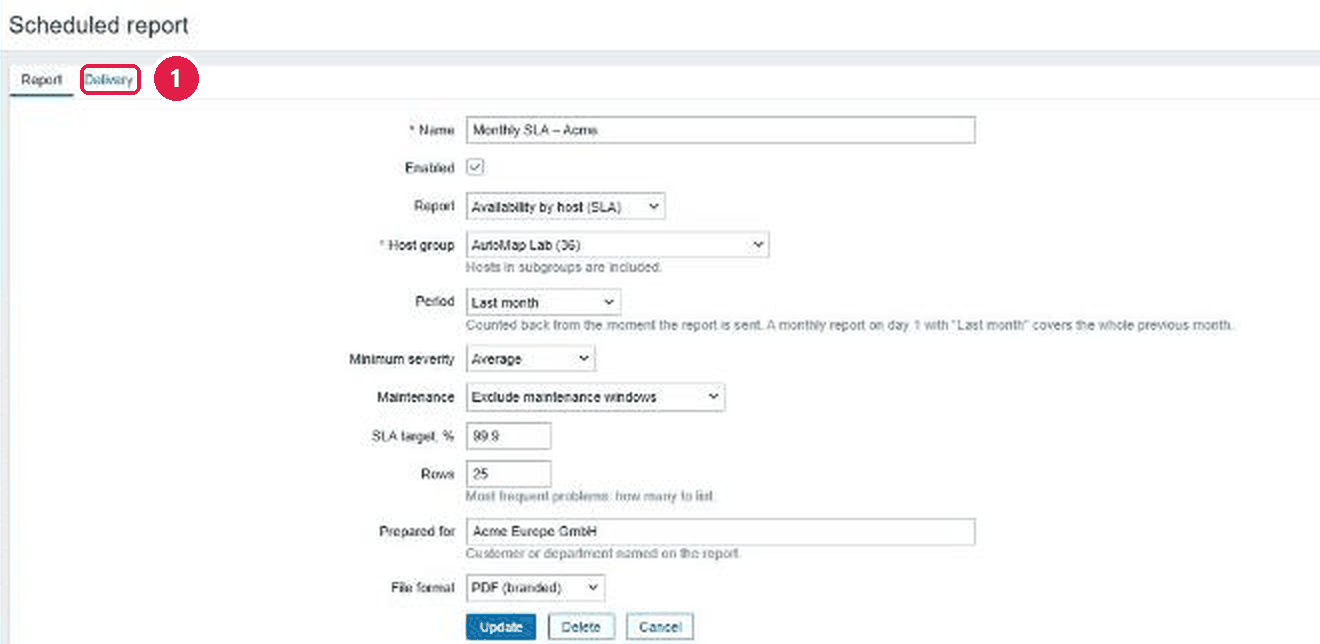 Scheduled report
Report Delivery 1
* Name Monthly SLA – Acme
Enabled
Report Availability by host (SLA)
* Host group AutoMap Lab (36)
Hosts in subgroups are included.
Period Last month
Counted back from the moment the report is sent. A monthly report on day 1 with "Last month" covers the whole previous month.
Minimum severity Average
Maintenance Exclude maintenance windows
SLA target, % 99.9
Rows 25
Most frequent problems: how many to list.
Prepared for Acme Europe GmbH
Customer or department named on the report.
File format PDF (branded)
Update Delete Cancel